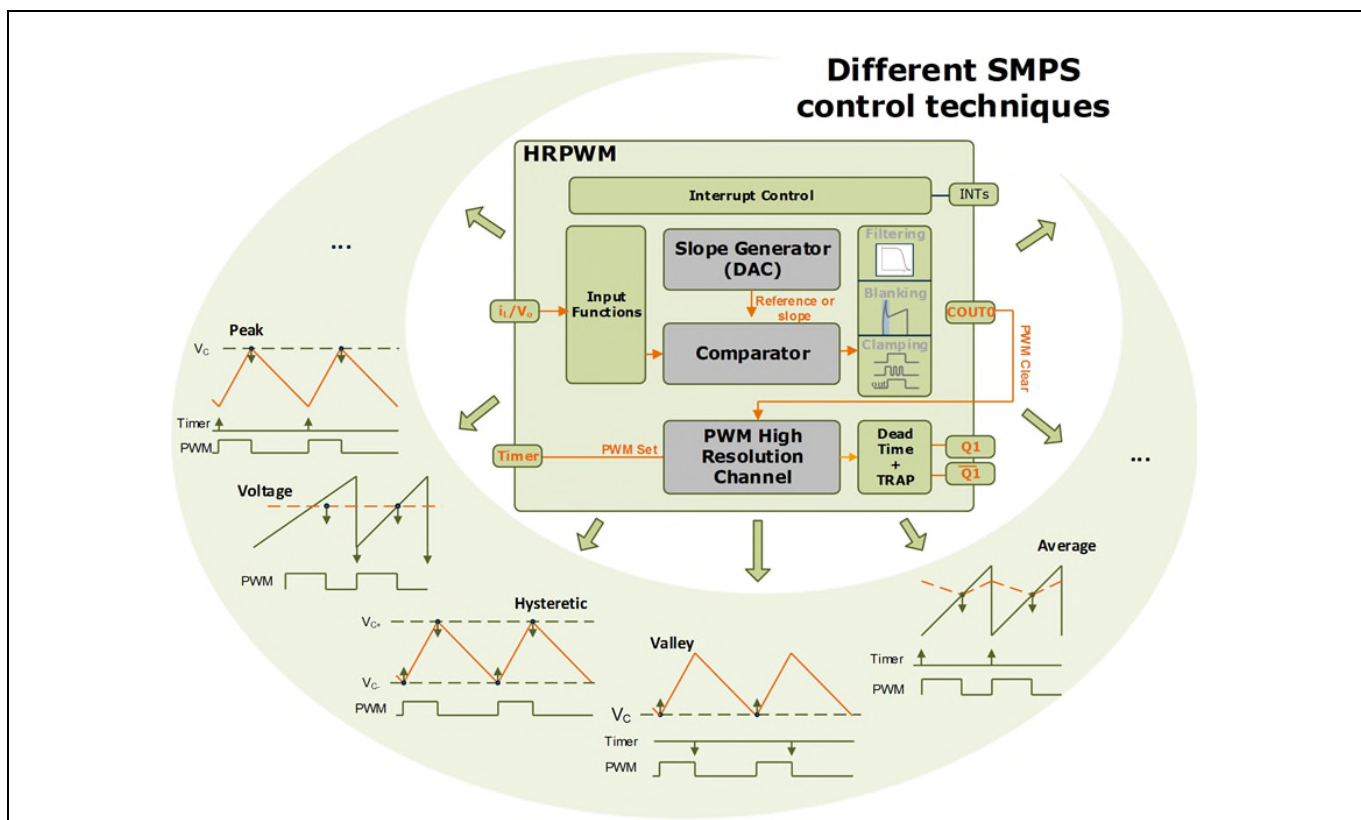 Different SMPS
control techniques
HRPWM
Interrupt Control
INTs
Input
Functions
Slope Generator
(DAC)
Filtering
Reference or
slope
Blanking
iL/Vo
COUT0
Comparator
Clamping
PWM Clear
Timer
PWM Set
PWM High
Resolution
Channel
Dead
Time
+
TRAP
Q1
Q1
...
...
Peak
VC
Timer
PWM
Voltage
PWM
Hysteretic
VC+
VC-
PWM
Valley
VC
Timer
PWM
Average
Timer
PWM